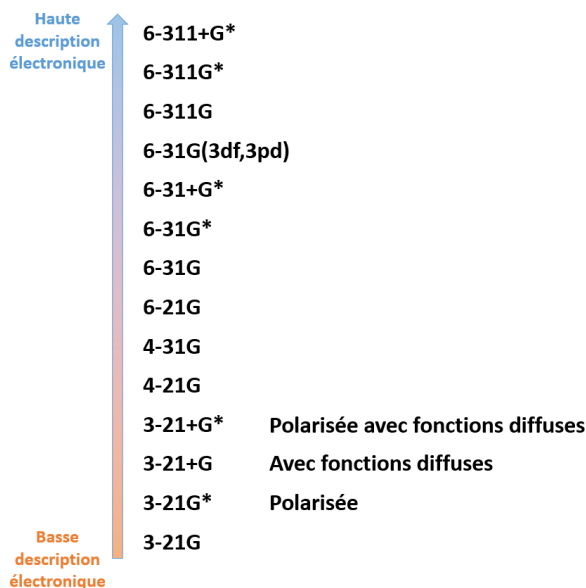 Haute
description
électronique
6-311+G*
6-311G*
6-311G
6-31G(3df,3pd)
6-31+G*
6-31G*
6-31G
6-21G
4-31G
4-21G
3-21+G* Polarisée avec fonctions diffuses
3-21+G Avec fonctions diffuses
3-21G* Polarisée
3-21G
Basse
description
électronique